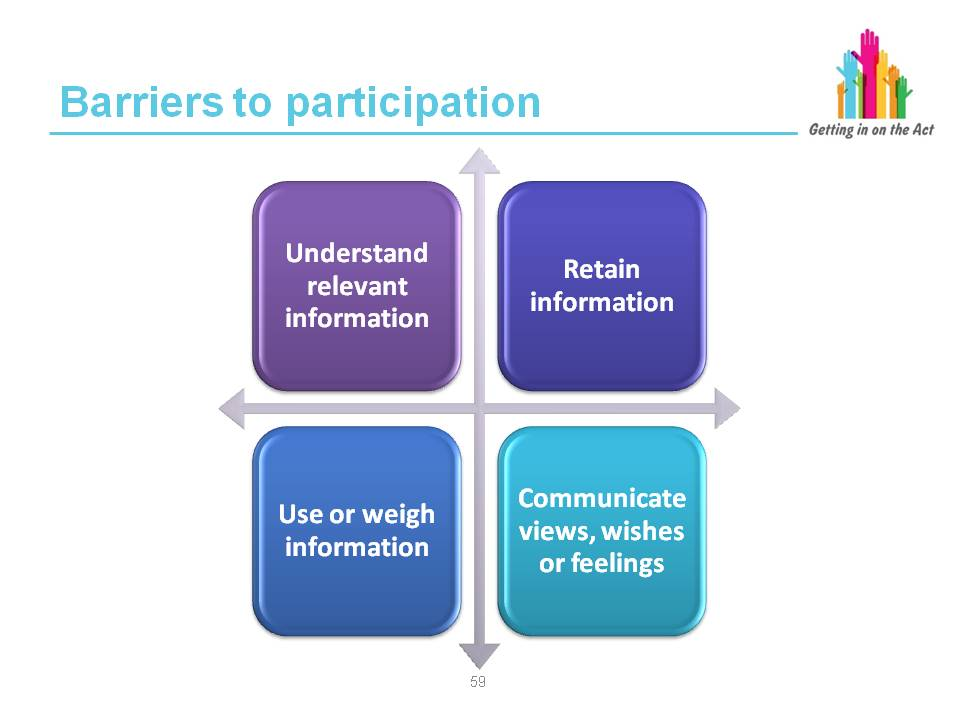 Barriers to participation
Getting in on the Act
Understand
relevant
information
Retain
information
Use or weigh
information
Communicate
views, wishes
or feelings
59